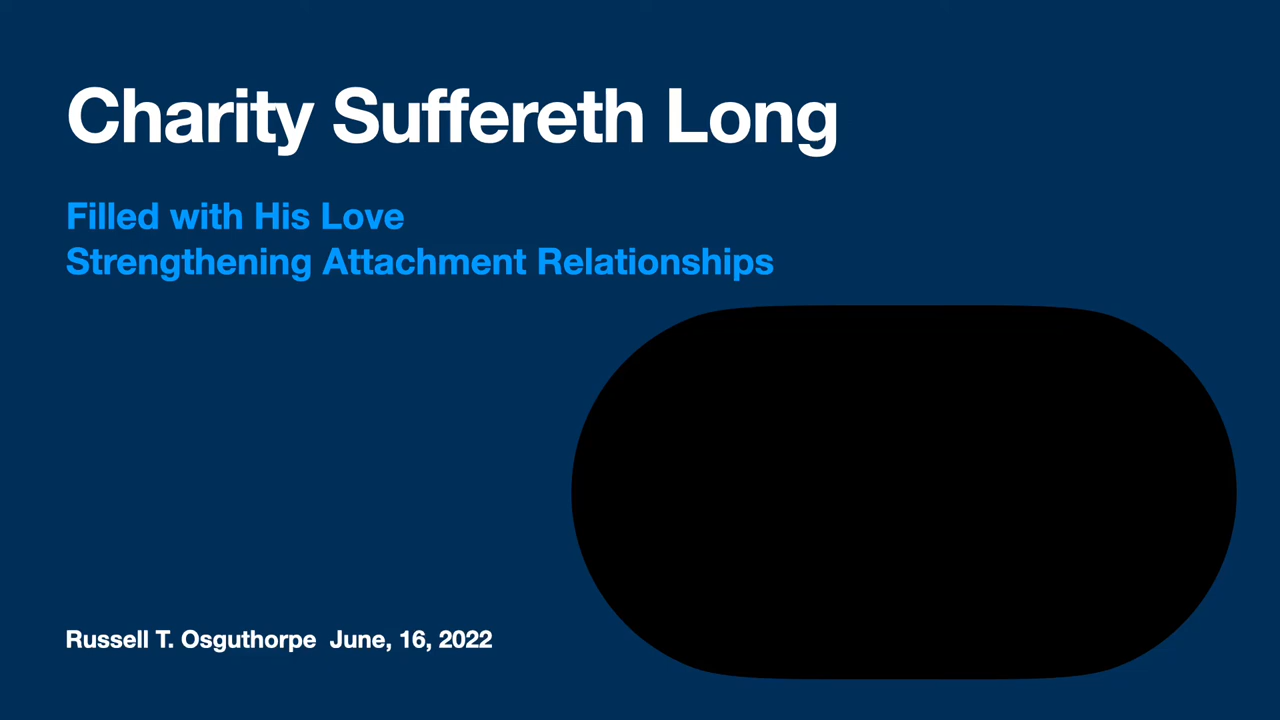 Charity Suffereth Long
Filled with His Love
Strengthening Attachment Relationships
Russell T. Osguthorpe June, 16, 2022